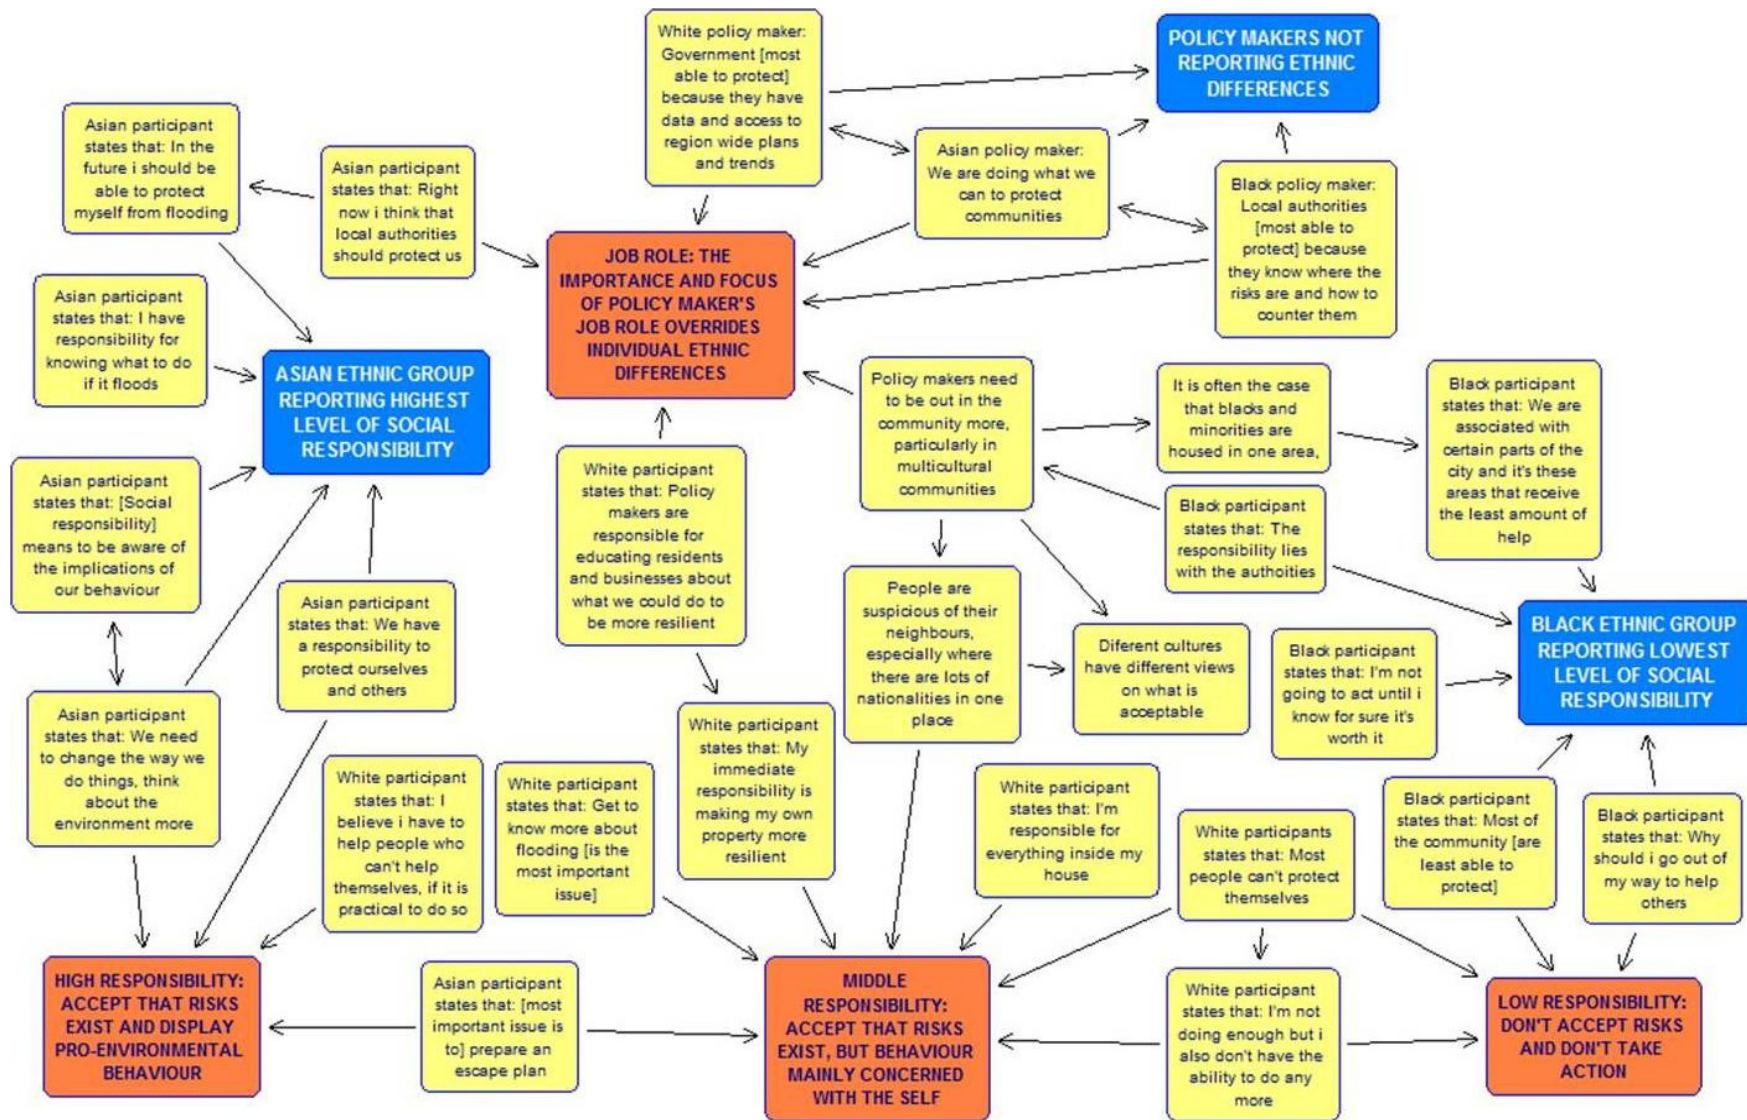 White policy maker:
Government [most
able to protect]
because they have
data and access to
region wide plans
and trends
POLICY MAKERS NOT
REPORTING ETHNIC
DIFFERENCES
Asian participant
states that: In the
future i should be
able to protect
myself from flooding
Asian participant
states that: Right
now i think that
local authorities
should protect us
Asian policy maker:
We are doing what we
can to protect
communities
Black policy maker:
Local authorities
[most able to
protect] because
they know where the
risks are and how to
counter them
JOB ROLE: THE
IMPORTANCE AND FOCUS
OF POLICY MAKER'S
JOB ROLE OVERRIDES
INDIVIDUAL ETHNIC
DIFFERENCES
Asian participant
states that: I have
responsibility for
knowing what to do
if it floods
ASIAN ETHNIC GROUP
REPORTING HIGHEST
LEVEL OF SOCIAL
RESPONSIBILITY
Policy makers need
to be out in the
community more,
particularly in
multicultural
communities
It is often the case
that blacks and
minorities are
housed in one area,
Black participant
states that: We are
associated with
certain parts of the
city and it's these
areas that receive
the least amount of
help
Asian participant
states that: [Social
responsibility]
means to be aware of
the implications of
our behaviour
White participant
states that: Policy
makers are
responsible for
educating residents
and businesses about
what we could do to
be more resilient
Black participant
states that: The
responsibility lies
with the authoities
Asian participant
states that: We have
a responsibility to
protect ourselves
and others
People are
suspicious of their
neighbours,
especially where
there are lots of
nationalities in one
place
Diferent cultures
have different views
on what is
acceptable
Black participant
states that: I'm not
going to act until i
know for sure it's
worth it
BLACK ETHNIC GROUP
REPORTING LOWEST
LEVEL OF SOCIAL
RESPONSIBILITY
Asian participant
states that: We need
to change the way we
do things, think
about the
environment more
White participant
states that: I
believe i have to
help people who
can't help
themselves, if it is
practical to do so
White participant
states that: Get to
know more about
flooding [is the
most important
issue]
White participant
states that: My
immediate
responsibility is
making my own
property more
resilient
White participant
states that: I'm
responsible for
everything inside my
house
White participants
states that: Most
people can't protect
themselves
Black participant
states that: Most of
the community [are
least able to
protect]
Black participant
states that: Why
should i go out of
my way to help
others
HIGH RESPONSIBILITY:
ACCEPT THAT RISKS
EXIST AND DISPLAY
PRO-ENVIRONMENTAL
BEHAVIOUR
Asian participant
states that: [most
important issue is
to] prepare an
escape plan
MIDDLE
RESPONSIBILITY:
ACCEPT THAT RISKS
EXIST, BUT BEHAVIOUR
MAINLY CONCERNED
WITH THE SELF
White participant
states that: I'm not
doing enough but i
also don't have the
ability to do any
more
LOW RESPONSIBILITY:
DON'T ACCEPT RISKS
AND DON'T TAKE
ACTION